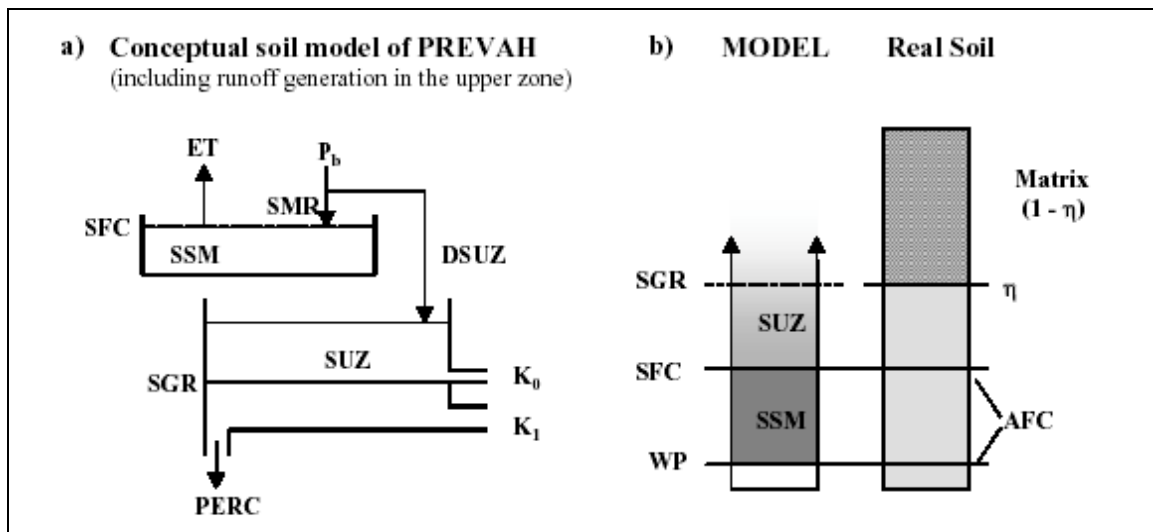 a) Conceptual soil model of PREVAH
(including runoff generation in the upper zone)
ET
P_b
SMR
SFC
SSM
DSUZ
SUZ
SGR
K_0
K_1
PERC
b) MODEL Real Soil
Matrix
(1 - η)
SGR
η
SUZ
SFC
SSM
AFC
WP